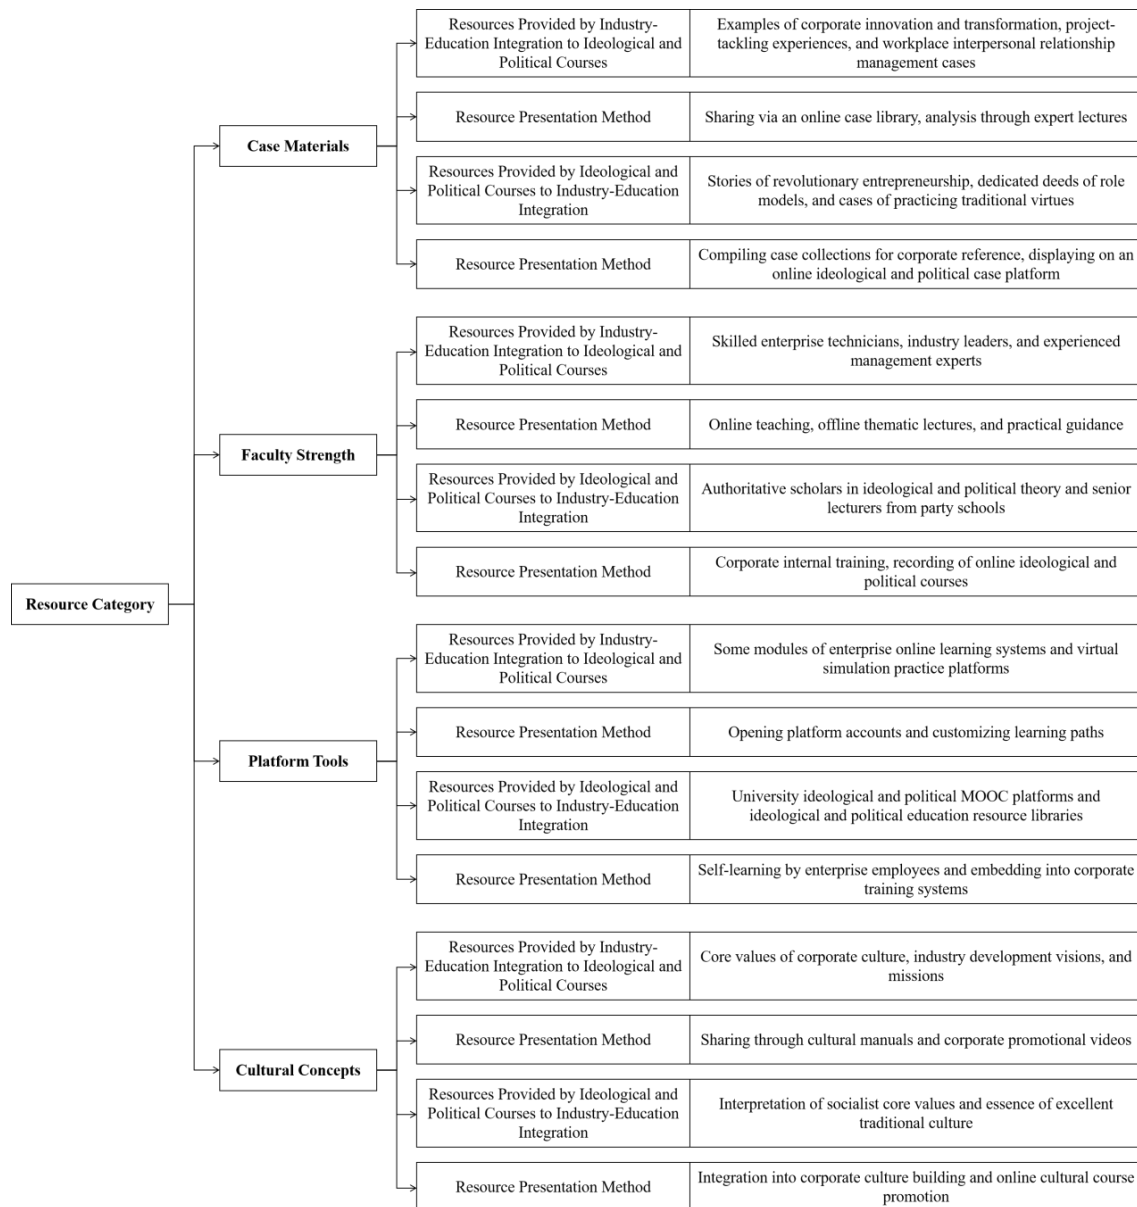 Resource Category
Case Materials
Resources Provided by Industry-
Education Integration to Ideological and
Political Courses
Examples of corporate innovation and transformation, project-
tackling experiences, and workplace interpersonal relationship
management cases
Resource Presentation Method
Sharing via an online case library, analysis through expert lectures
Resources Provided by Ideological and
Political Courses to Industry-Education
Integration
Stories of revolutionary entrepreneurship, dedicated deeds of role
models, and cases of practicing traditional virtues
Resource Presentation Method
Compiling case collections for corporate reference, displaying on an
online ideological and political case platform
Faculty Strength
Resources Provided by Industry-
Education Integration to Ideological and
Political Courses
Skilled enterprise technicians, industry leaders, and experienced
management experts
Resource Presentation Method
Online teaching, offline thematic lectures, and practical guidance
Resources Provided by Ideological and
Political Courses to Industry-Education
Integration
Authoritative scholars in ideological and political theory and senior
lecturers from party schools
Resource Presentation Method
Corporate internal training, recording of online ideological and
political courses
Platform Tools
Resources Provided by Industry-
Education Integration to Ideological and
Political Courses
Some modules of enterprise online learning systems and virtual
simulation practice platforms
Resource Presentation Method
Opening platform accounts and customizing learning paths
Resources Provided by Ideological and
Political Courses to Industry-Education
Integration
University ideological and political MOOC platforms and
ideological and political education resource libraries
Resource Presentation Method
Self-learning by enterprise employees and embedding into corporate
training systems
Cultural Concepts
Resources Provided by Industry-
Education Integration to Ideological and
Political Courses
Core values of corporate culture, industry development visions, and
missions
Resource Presentation Method
Sharing through cultural manuals and corporate promotional videos
Resources Provided by Ideological and
Political Courses to Industry-Education
Integration
Interpretation of socialist core values and essence of excellent
traditional culture
Resource Presentation Method
Integration into corporate culture building and online cultural course
promotion